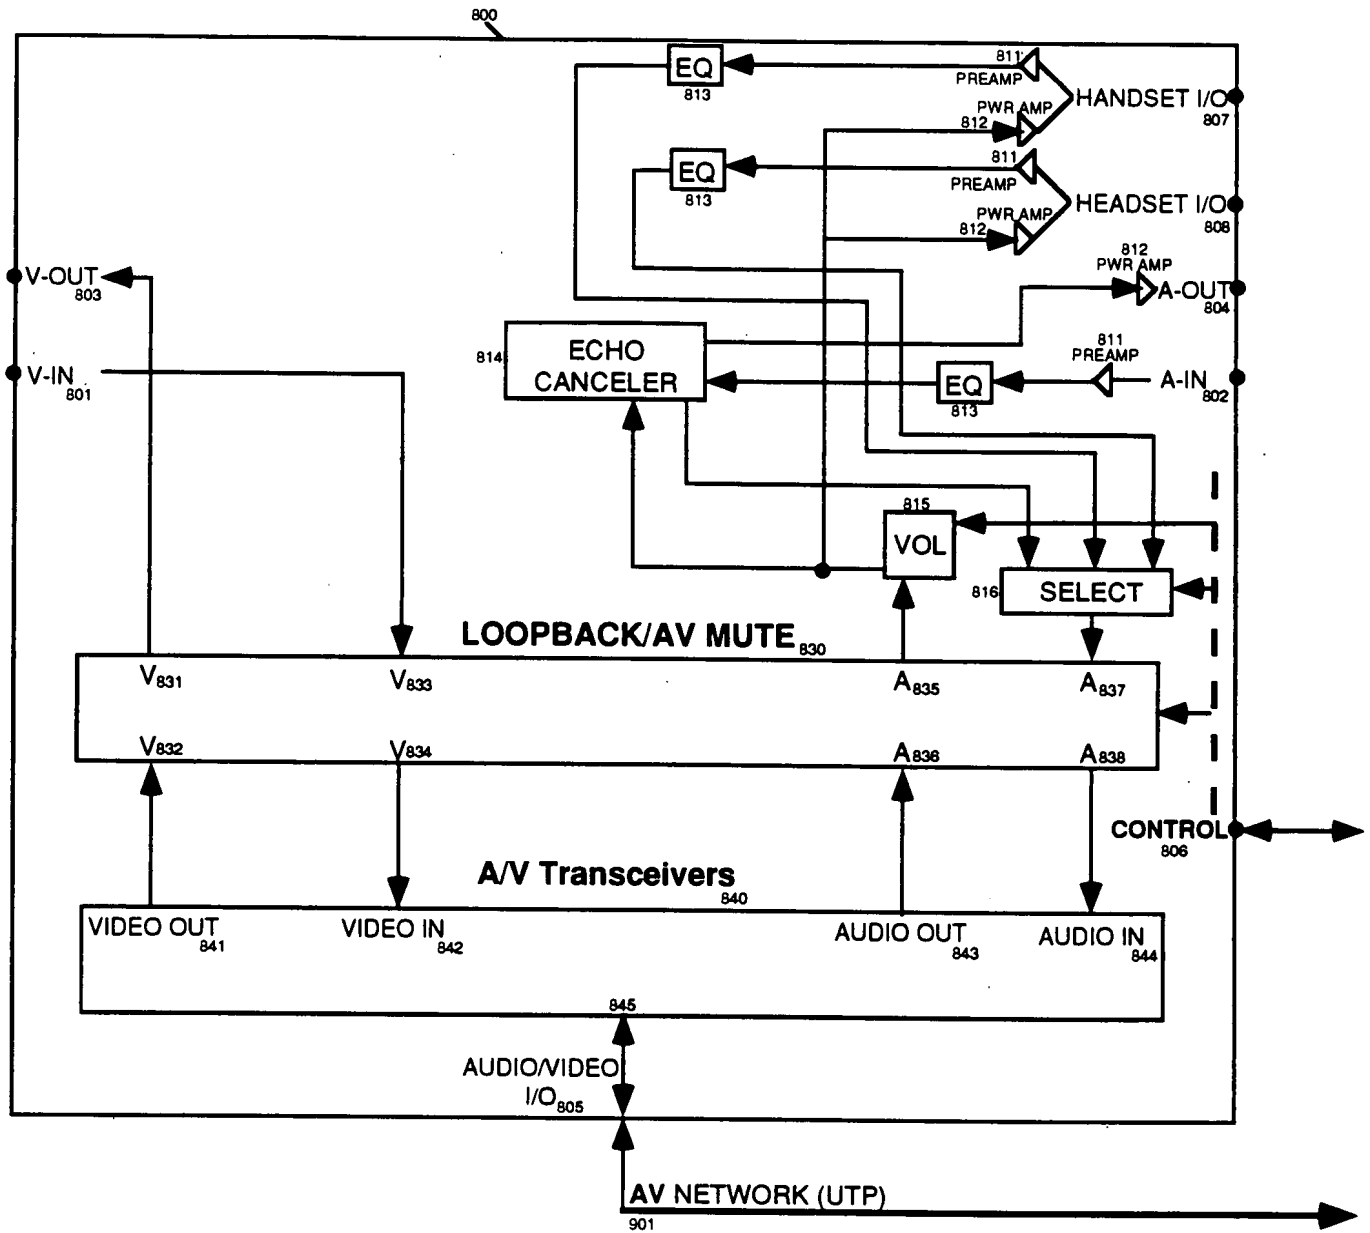 800
EQ
813
811
PREAMP
HANDSET I/O
807
PWR AMP
812
EQ
813
811
PREAMP
HEADSET I/O
808
PWR AMP
812
812
PWR AMP
A-OUT
804
V-OUT
803
V-IN
801
814
ECHO
CANCELER
EQ
813
811
PREAMP
A-IN
802
815
VOL
816
SELECT
LOOPBACK/AV MUTE 830
V831
V833
A835
A837
V832
V834
A836
A838
CONTROL
806
A/V Transceivers
840
VIDEO OUT
841
VIDEO IN
842
AUDIO OUT
843
AUDIO IN
844
845
AUDIO/VIDEO
I/O 805
AV NETWORK (UTP)
901